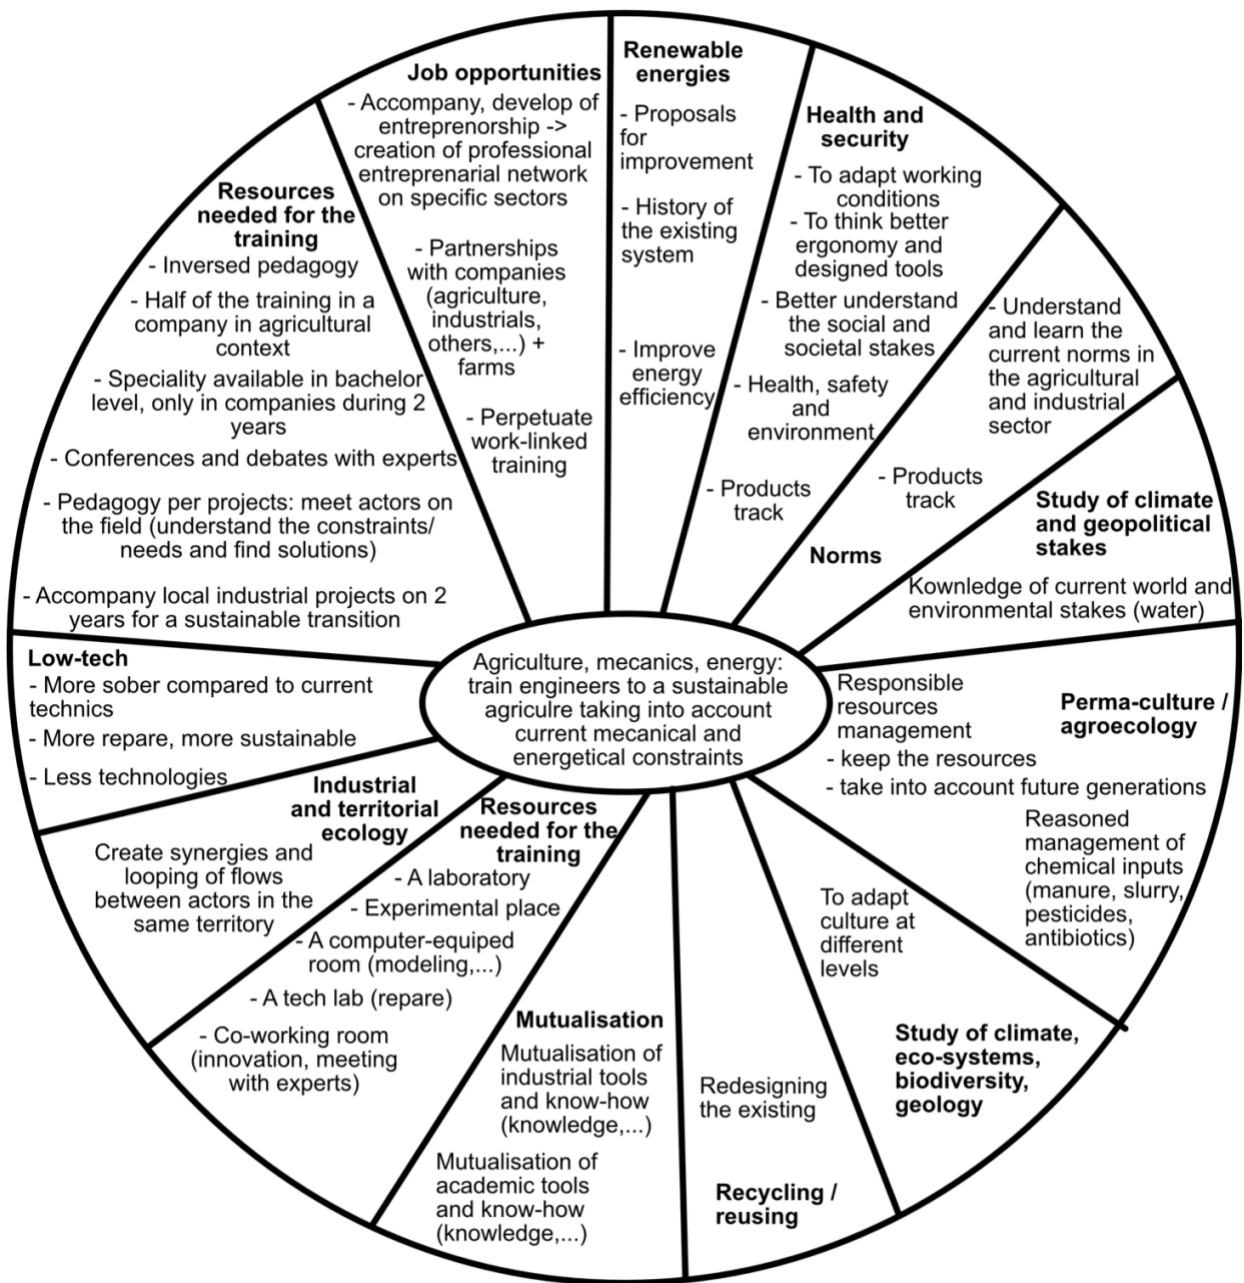 Renewable
energies
- Proposals
for
improvement
- History of
the existing
system
- Improve
energy
efficiency
Health and
security
- To adapt working
conditions
- To think better
ergonomy and
designed tools
- Better understand
the social and
societal stakes
- Health, safety
and
environment
- Products
track
- Understand
and learn the
current norms in
the agricultural
and industrial
sector
- Products
track
Norms
Study of climate
and geopolitical
stakes
Kownledge of current world and
environmental stakes (water)
Responsible
resources
management
- keep the resources
- take into account future generations
Perma-culture /
agroecology
Reasoned
management of
chemical inputs
(manure, slurry,
pesticides,
antibiotics)
To adapt
culture at
different
levels
Study of climate,
eco-systems,
biodiversity,
geology
Redesigning
the existing
Recycling /
reusing
Mutualisation
Mutualisation of
industrial tools
and know-how
(knowledge,...)
Mutualisation of
academic tools
and know-how
(knowledge,...)
Resources
needed for the
training
- A laboratory
- Experimental place
- A computer-equiped
room (modeling,...)
- A tech lab (repare)
- Co-working room
(innovation, meeting
with experts)
Industrial
and territorial
ecology
Create synergies and
looping of flows
between actors in the
same territory
Low-tech
- More sober compared to current
technics
- More repare, more sustainable
- Less technologies
Resources
needed for the
training
- Inversed pedagogy
- Half of the training in a
company in agricultural
context
- Speciality available in bachelor
level, only in companies during 2
years
- Conferences and debates with experts
- Pedagogy per projects: meet actors on
the field (understand the constraints/
needs and find solutions)
- Accompany local industrial projects on 2
years for a sustainable transition
Job opportunities
- Accompany, develop of
entreprenorship ->
creation of professional
entreprenarial network
on specific sectors
- Partnerships
with companies
(agriculture,
industrials,
others,...) +
farms
- Perpetuate
work-linked
training
Agriculture, mecanics, energy:
train engineers to a sustainable
agriculre taking into account
current mecanical and
energetical constraints